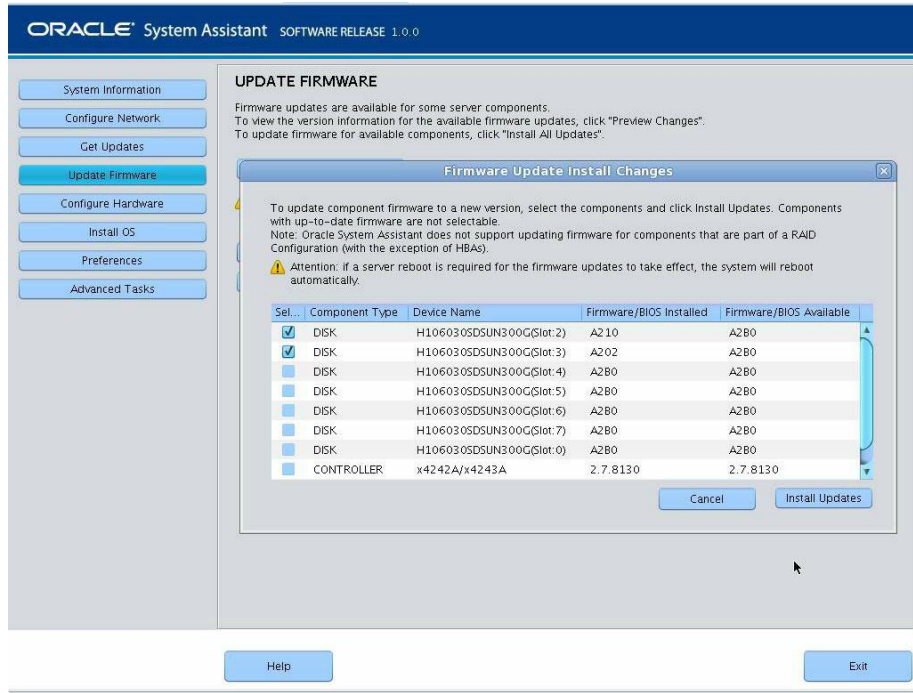 ORACLE System Assistant SOFTWARE RELEASE 1.0.0
System Information
Configure Network
Get Updates
Update Firmware
Configure Hardware
Install OS
Preferences
Advanced Tasks
UPDATE FIRMWARE
Firmware updates are available for some server components.
To view the version information for the available firmware updates, click "Preview Changes".
To update firmware for available components, click "Install All Updates".
Firmware Update Install Changes
To update component firmware to a new version, select the components and click Install Updates. Components
with up-to-date firmware are not selectable.
Note: Oracle System Assistant does not support updating firmware for components that are part of a RAID
Configuration (with the exception of HBAs).
Attention: if a server reboot is required for the firmware updates to take effect, the system will reboot
automatically.
Sel... Component Type Device Name Firmware/BIOS Installed Firmware/BIOS Available
DISK H106030SDSUN300G(Slot:2) A210 A2B0
DISK H106030SDSUN300G(Slot:3) A202 A2B0
DISK H106030SDSUN300G(Slot:4) A2B0 A2B0
DISK H106030SDSUN300G(Slot:5) A2B0 A2B0
DISK H106030SDSUN300G(Slot:6) A2B0 A2B0
DISK H106030SDSUN300G(Slot:7) A2B0 A2B0
DISK H106030SDSUN300G(Slot:0) A2B0 A2B0
CONTROLLER x4242A/x4243A 2.7.8130 2.7.8130
Cancel Install Updates
Help Exit